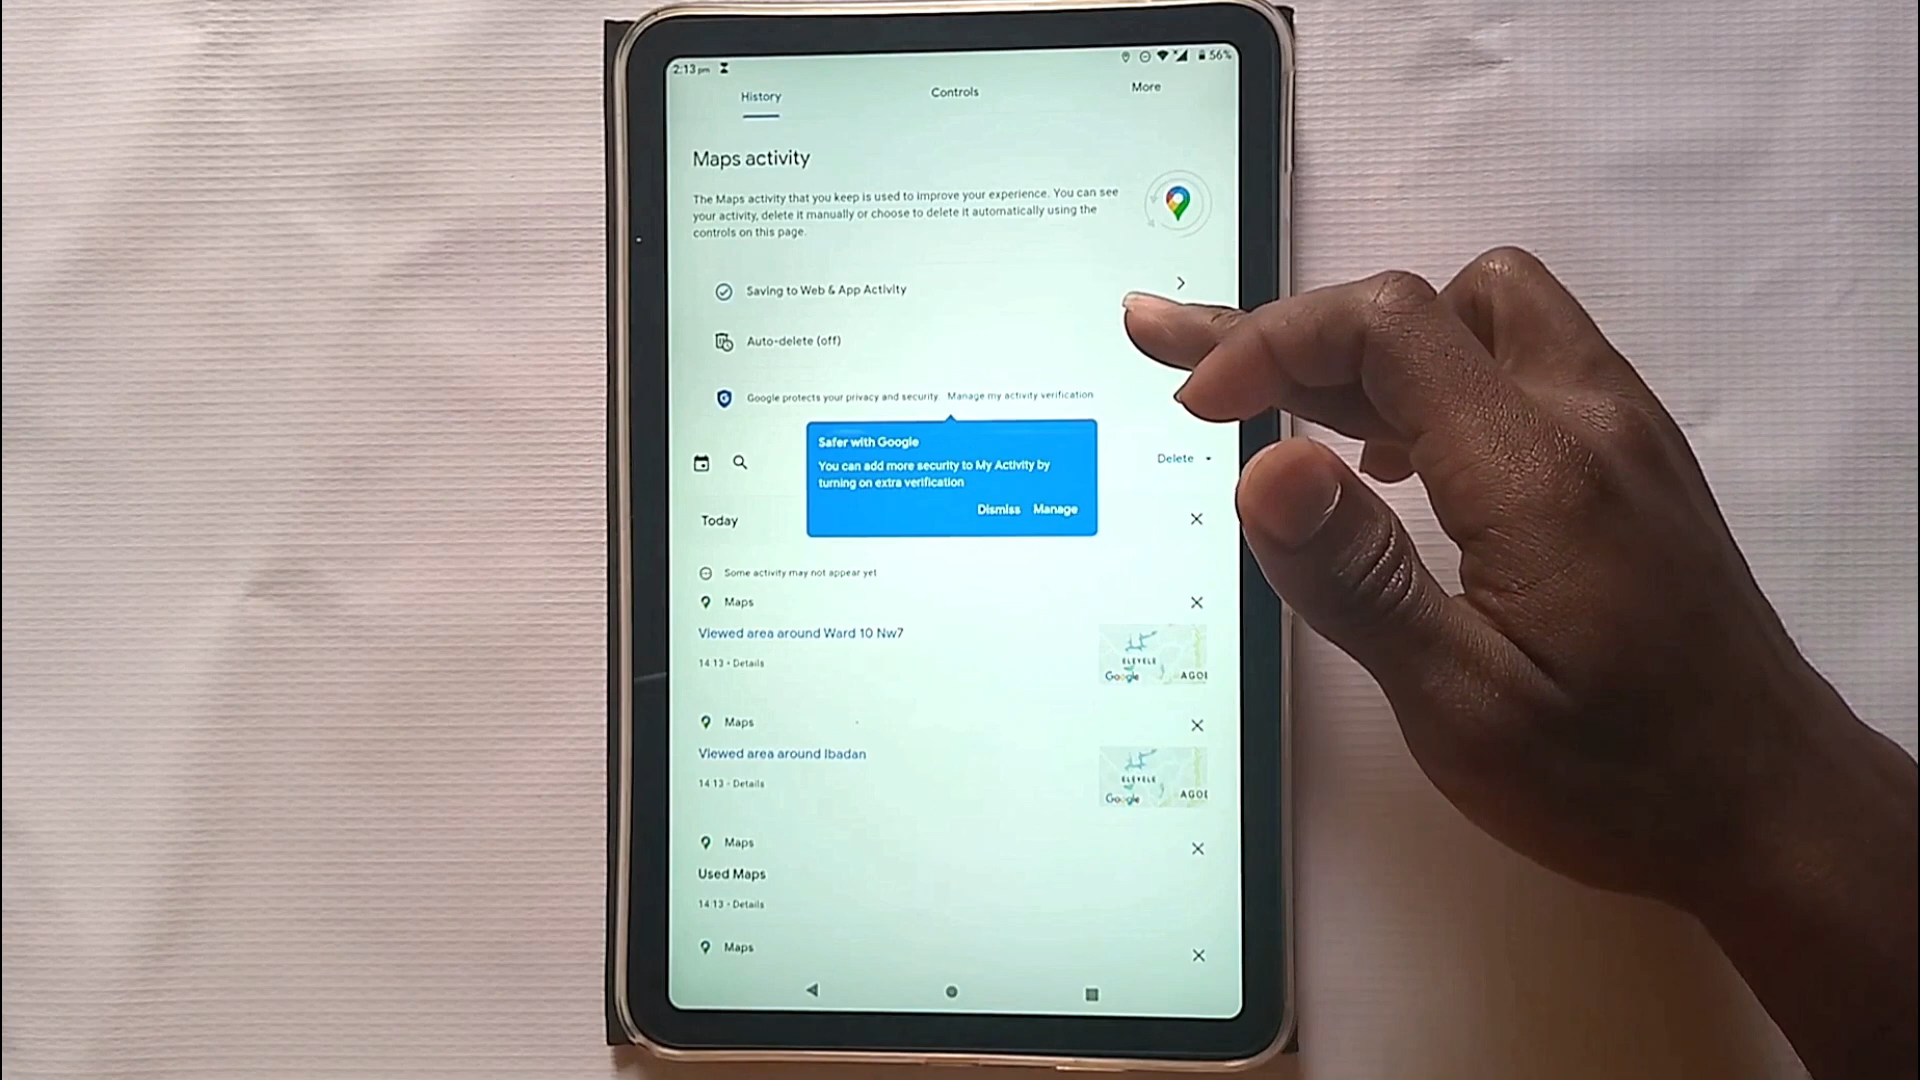 2:13 pm
56%
History
Controls
More
Maps activity
The Maps activity that you keep is used to improve your experience. You can see
your activity, delete it manually or choose to delete it automatically using the
controls on this page.
Saving to Web & App Activity
Auto-delete (off)
Google protects your privacy and security. Manage my activity verification
Safer with Google
You can add more security to My Activity by
turning on extra verification
Dismiss Manage
Delete
Today
Some activity may not appear yet
Maps
Viewed area around Ward 10 Nw7
14:13 • Details
ELEYELE
Google
AGOI
Maps
Viewed area around Ibadan
14:13 • Details
ELEYELE
Google
AGOI
Maps
Used Maps
14:13 • Details
Maps